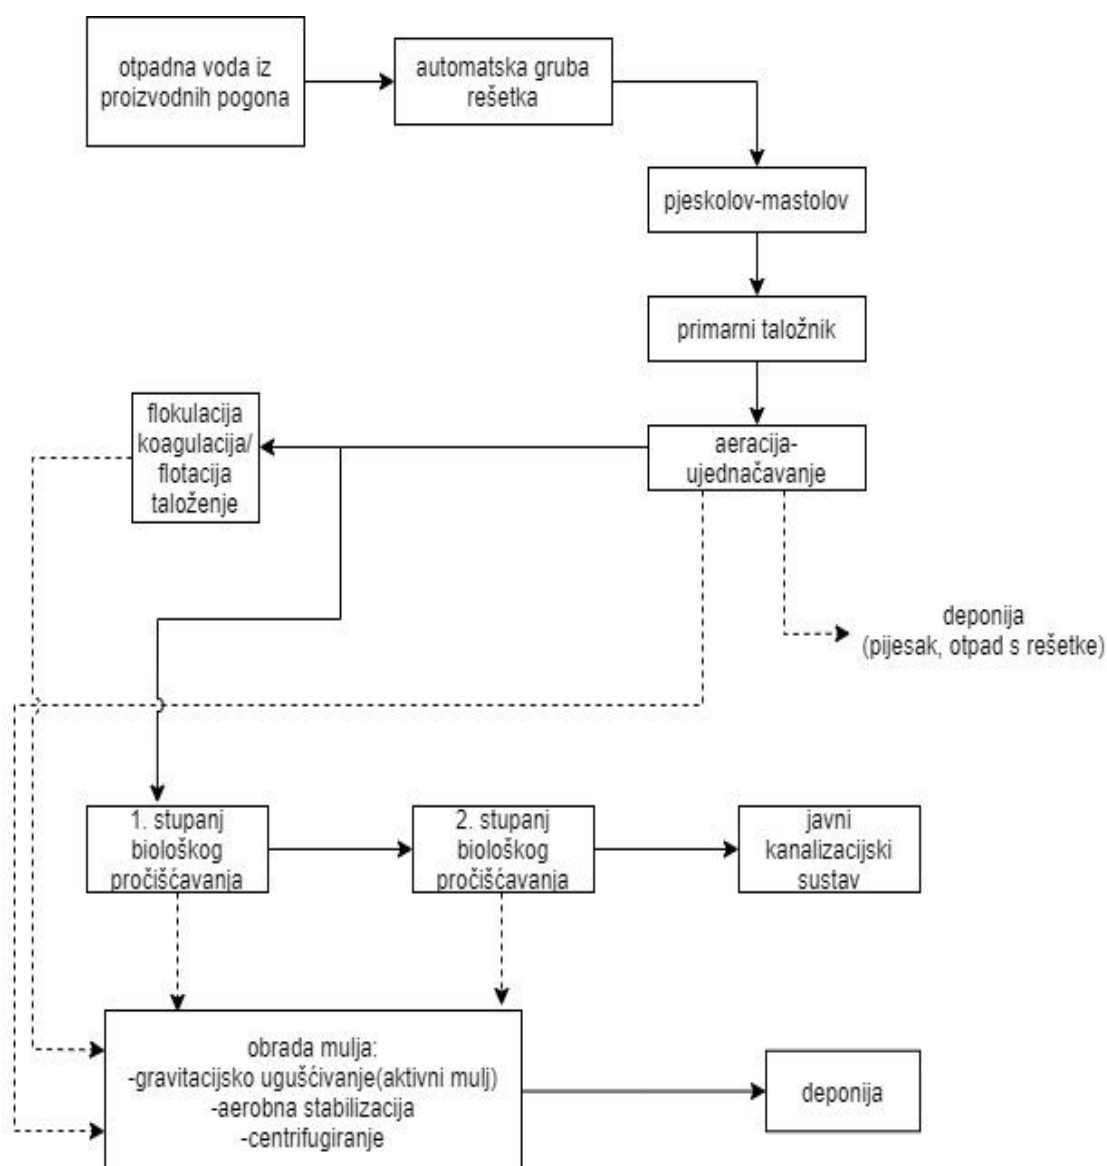 otpadna voda iz
proizvodnih pogona
automatska gruba
rešetka
pjeskolov-mastolov
primarni taložnik
flokulacija
koagulacija/
flotacija
taloženje
aeracija-
ujednačavanje
deponija
(pijesak, otpad s rešetke)
1. stupanj
biološkog
pročišćavanja
2. stupanj
biološkog
pročišćavanja
javni
kanalizacijski
sustav
obrada mulja:
-gravitacijsko ugušćivanje(aktivni mulj)
-aerobna stabilizacija
-centrifugiranje
deponija